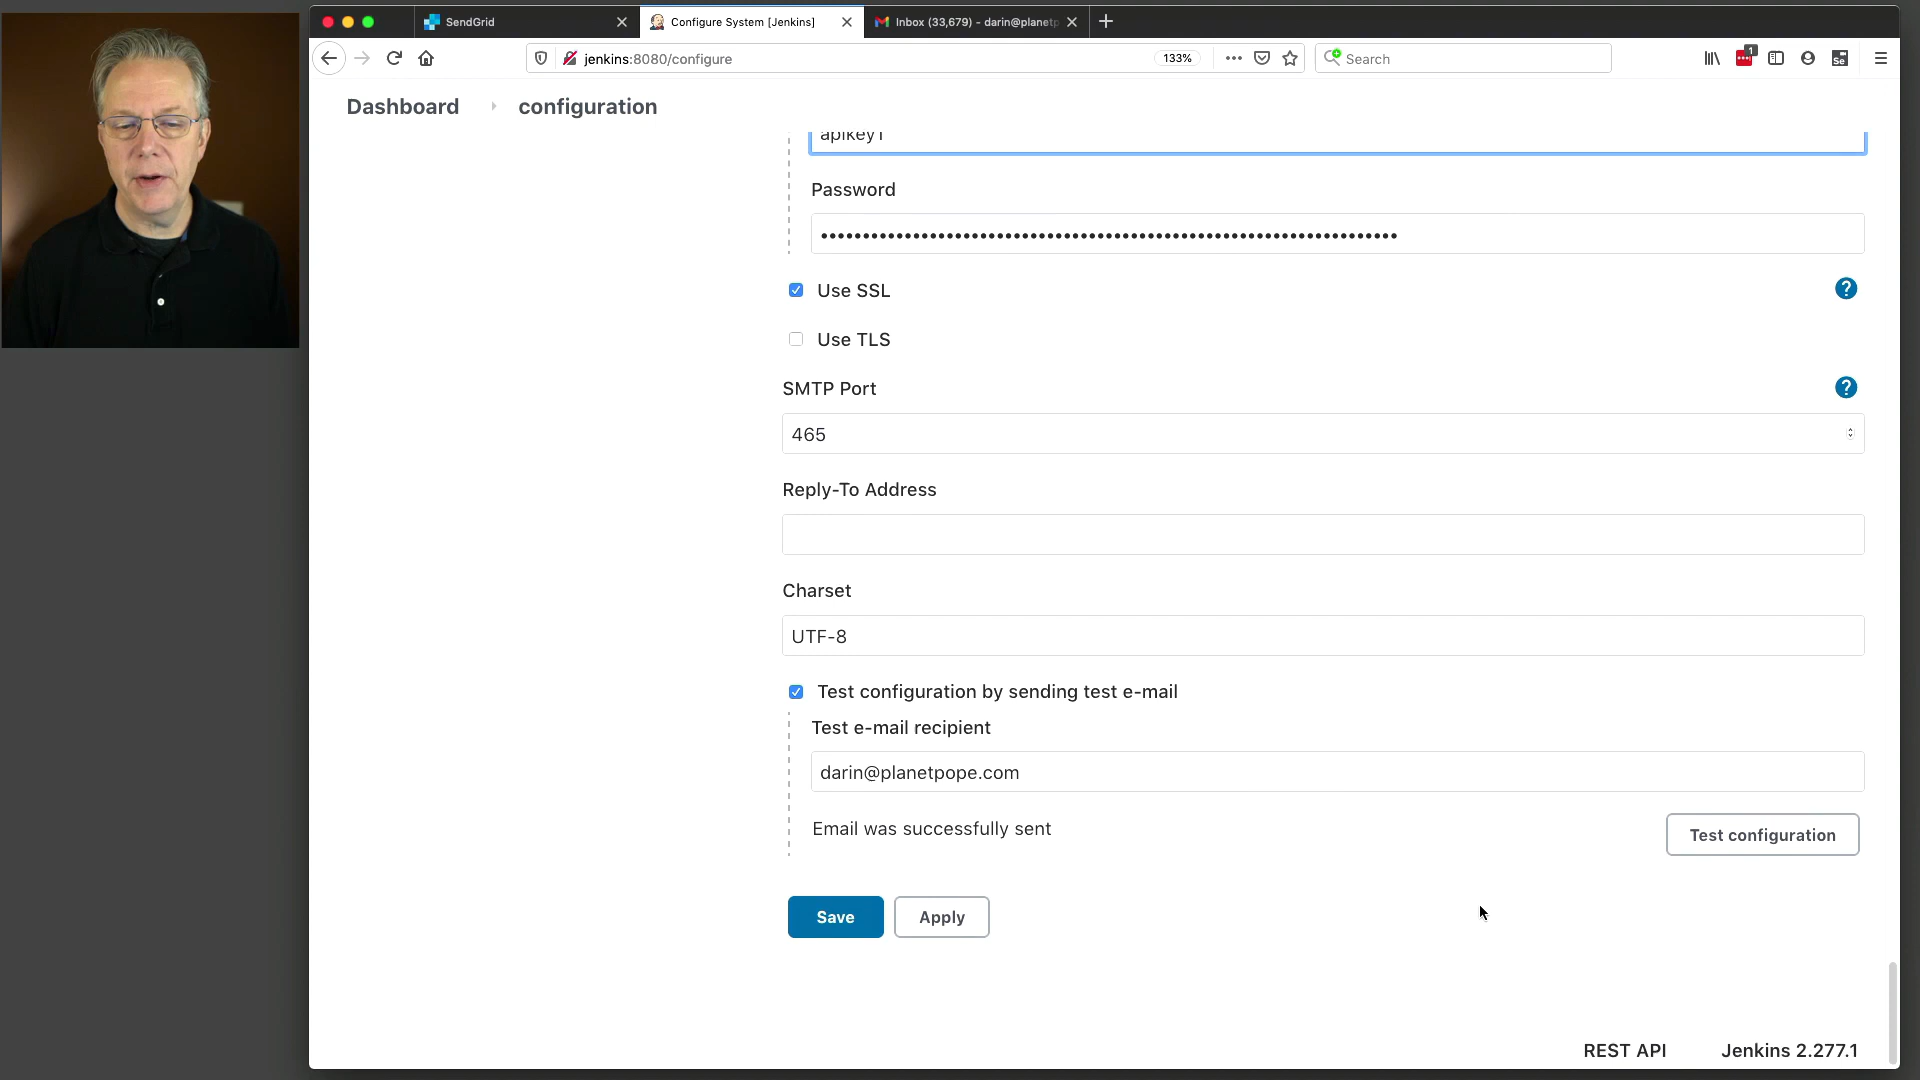 SendGrid
Configure System [Jenkins]
Inbox (33,679) - darin@planetp
jenkins:8080/configure
133%
Search
1
Se
Dashboard
configuration
apikey1
Password
Use SSL
?
Use TLS
SMTP Port
?
465
Reply-To Address
Charset
UTF-8
Test configuration by sending test e-mail
Test e-mail recipient
darin@planetpope.com
Email was successfully sent
Test configuration
Save
Apply
REST API
Jenkins 2.277.1